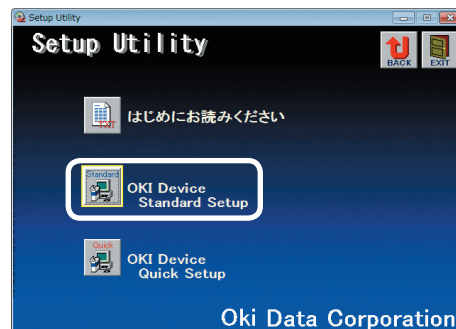 Setup Utility
Setup Utility
BACK
EXIT
TXT
はじめにお読みください
Standard
OKI Device
Standard Setup
Quick
OKI Device
Quick Setup
Oki Data Corporation